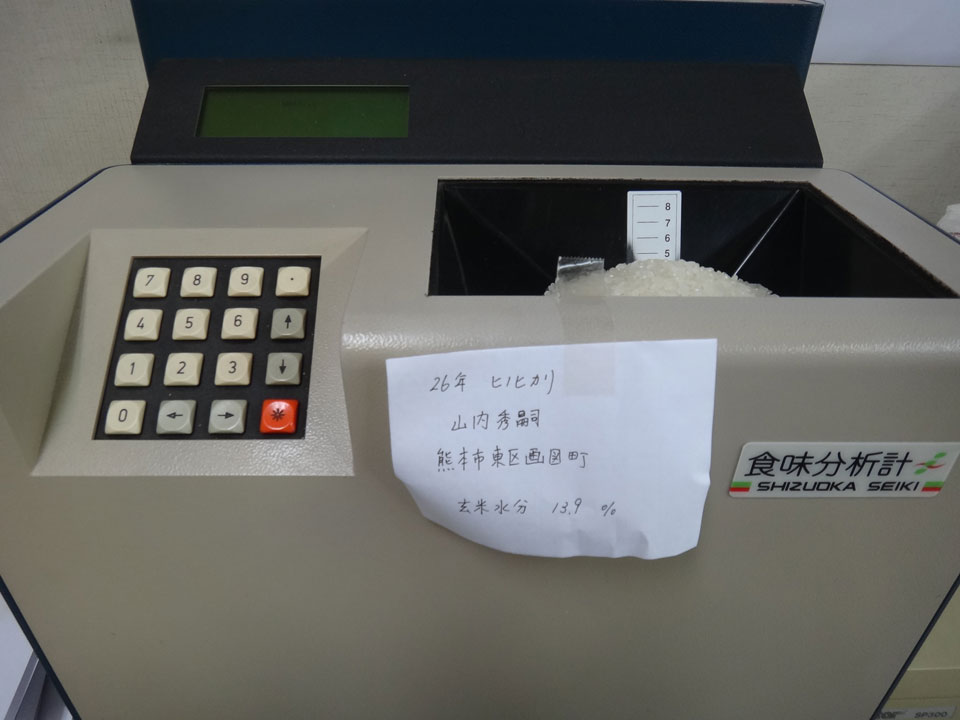 8
7
6
5
7 8 9 .
4 5 6 ↑
1 2 3 ↓
0 ← → *
26年 ヒノヒカリ
山内秀嗣
熊本市東区画図町
玄米水分 13.9 %
食味分析計
SHIZUOKA SEIKI
SP300